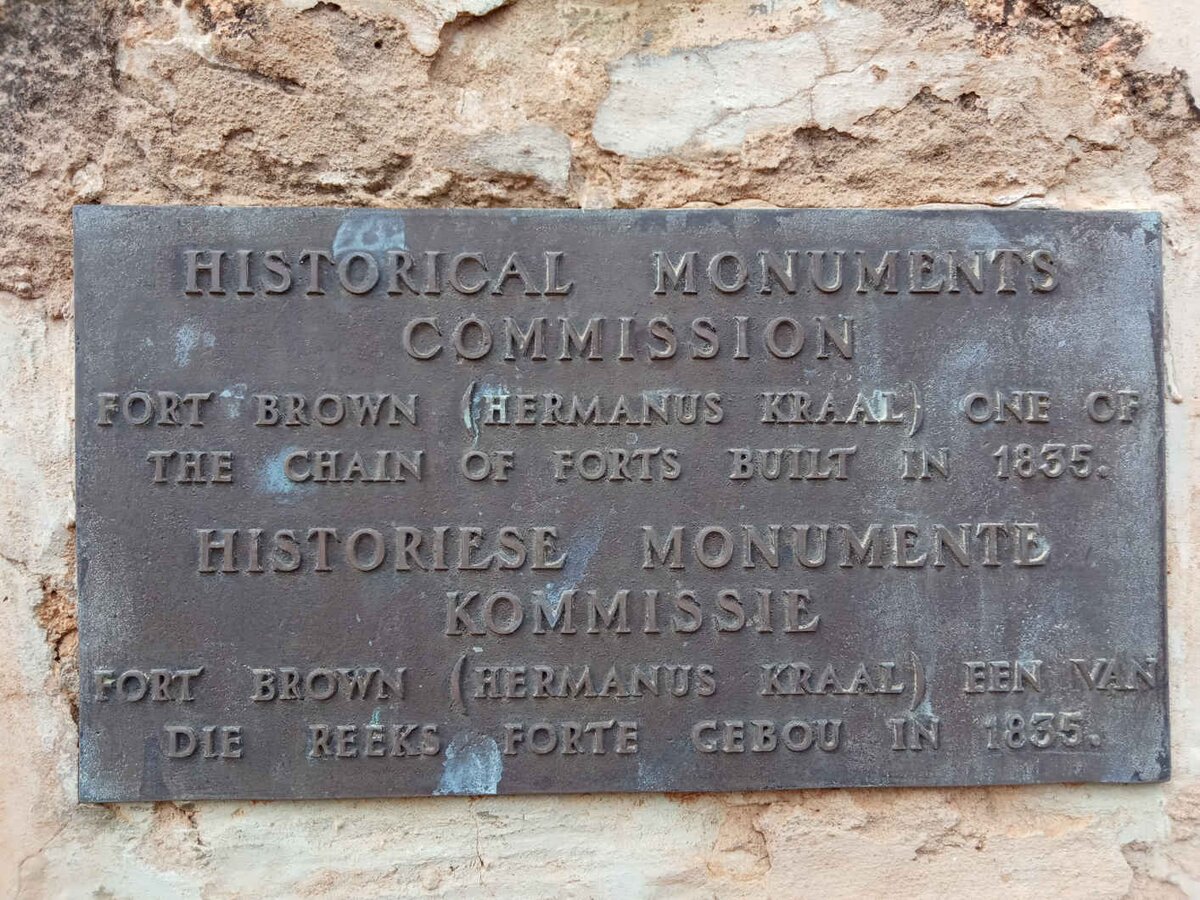 HISTORICAL MONUMENTS
COMMISSION
FORT BROWN (HERMANUS KRAAL) ONE OF
THE CHAIN OF FORTS BUILT IN 1835.
HISTORIESE MONUMENTE
KOMMISSIE
FORT BROWN (HERMANUS KRAAL) EEN VAN
DIE REEKS FORTE GEBOU IN 1835.